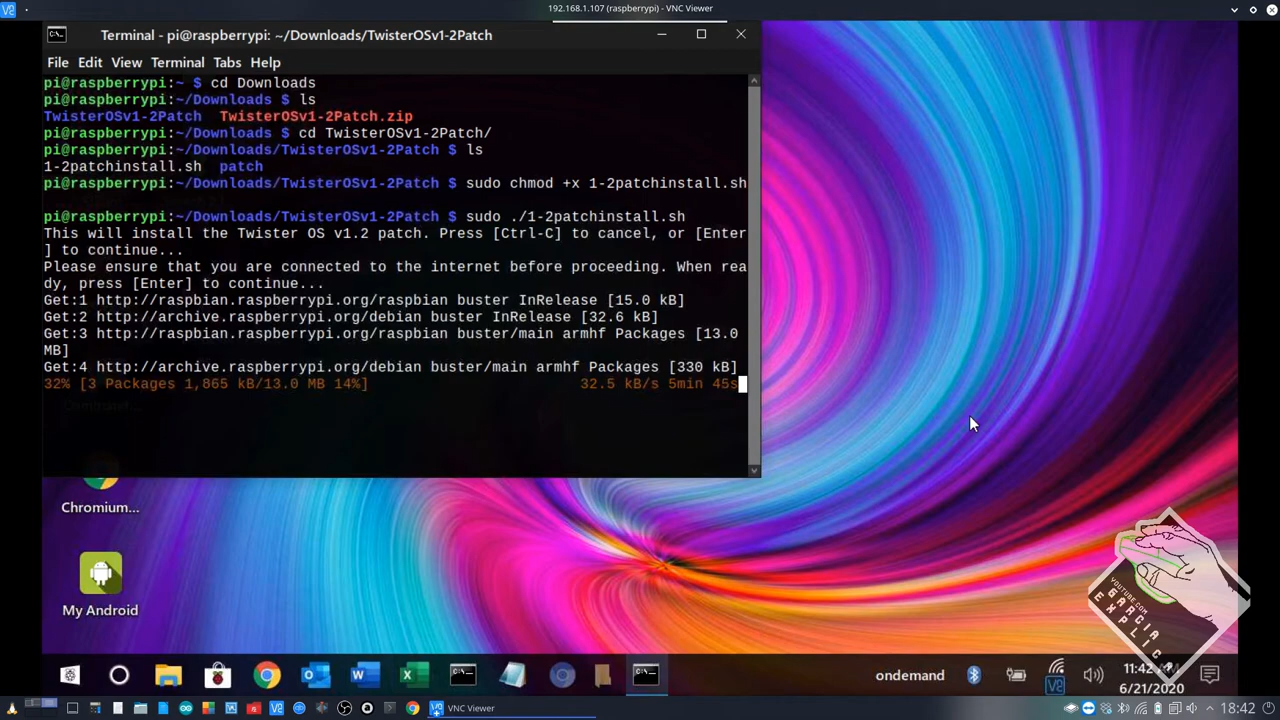 192.168.1.107 (raspberrypi) - VNC Viewer
Terminal - pi@raspberrypi: ~/Downloads/TwisterOSv1-2Patch
File Edit View Terminal Tabs Help
pi@raspberrypi:~ $ cd Downloads
pi@raspberrypi:~/Downloads $ ls
TwisterOSv1-2Patch TwisterOSv1-2Patch.zip
pi@raspberrypi:~/Downloads $ cd TwisterOSv1-2Patch/
pi@raspberrypi:~/Downloads/TwisterOSv1-2Patch $ ls
1-2patchinstall.sh patch
pi@raspberrypi:~/Downloads/TwisterOSv1-2Patch $ sudo chmod +x 1-2patchinstall.sh
pi@raspberrypi:~/Downloads/TwisterOSv1-2Patch $ sudo ./1-2patchinstall.sh
This will install the Twister OS v1.2 patch. Press [Ctrl-C] to cancel, or [Enter
] to continue...
Please ensure that you are connected to the internet before proceeding. When rea
dy, press [Enter] to continue...
Get:1 http://raspbian.raspberrypi.org/raspbian buster InRelease [15.0 kB]
Get:2 http://archive.raspberrypi.org/debian buster InRelease [32.6 kB]
Get:3 http://raspbian.raspberrypi.org/raspbian buster/main armhf Packages [13.0
MB]
Get:4 http://archive.raspberrypi.org/debian buster/main armhf Packages [330 kB]
32% [3 Packages 1,865 kB/13.0 MB 14%] 32.5 kB/s 5min 45s
Chromium...
My Android
YOUTUBE.COM
GARCIA
EXPLICA
ondemand
11:42 AM
6/21/2020
VNC Viewer
18:42